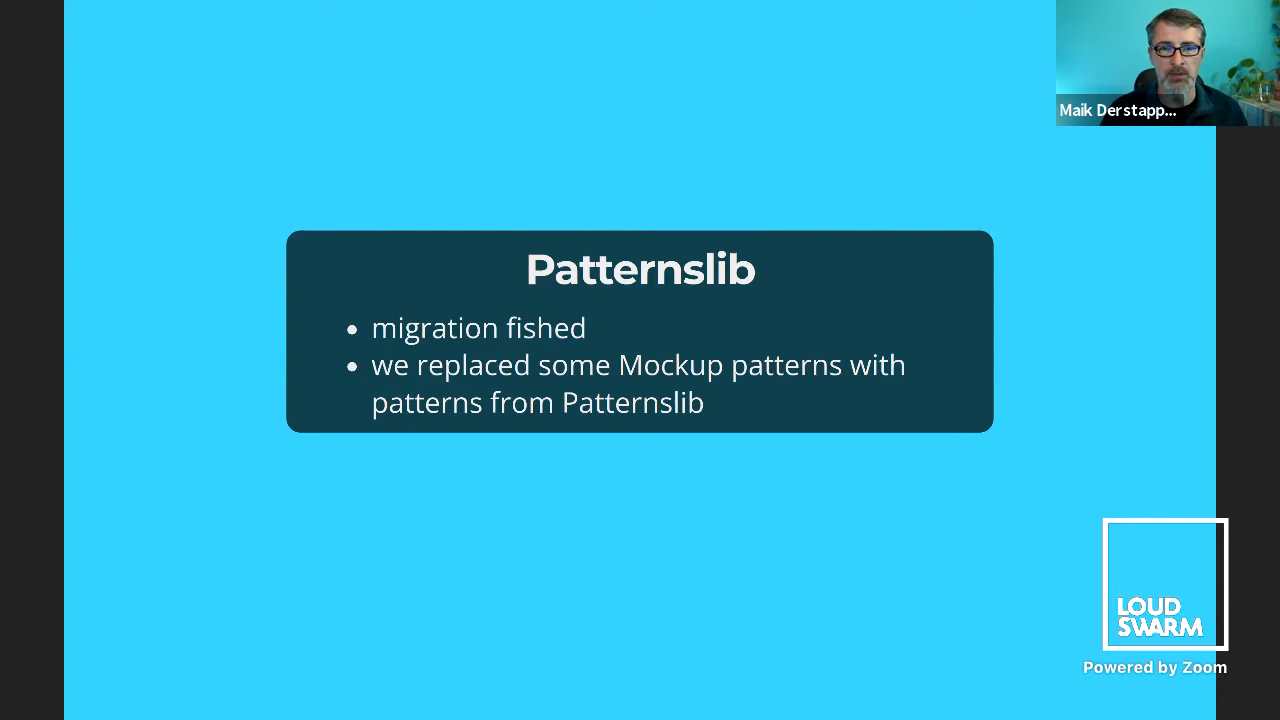 Maik Derstapp...
Patternslib
migration fished
we replaced some Mockup patterns with
patterns from Patternslib
LOUD
SWARM
Powered by Zoom